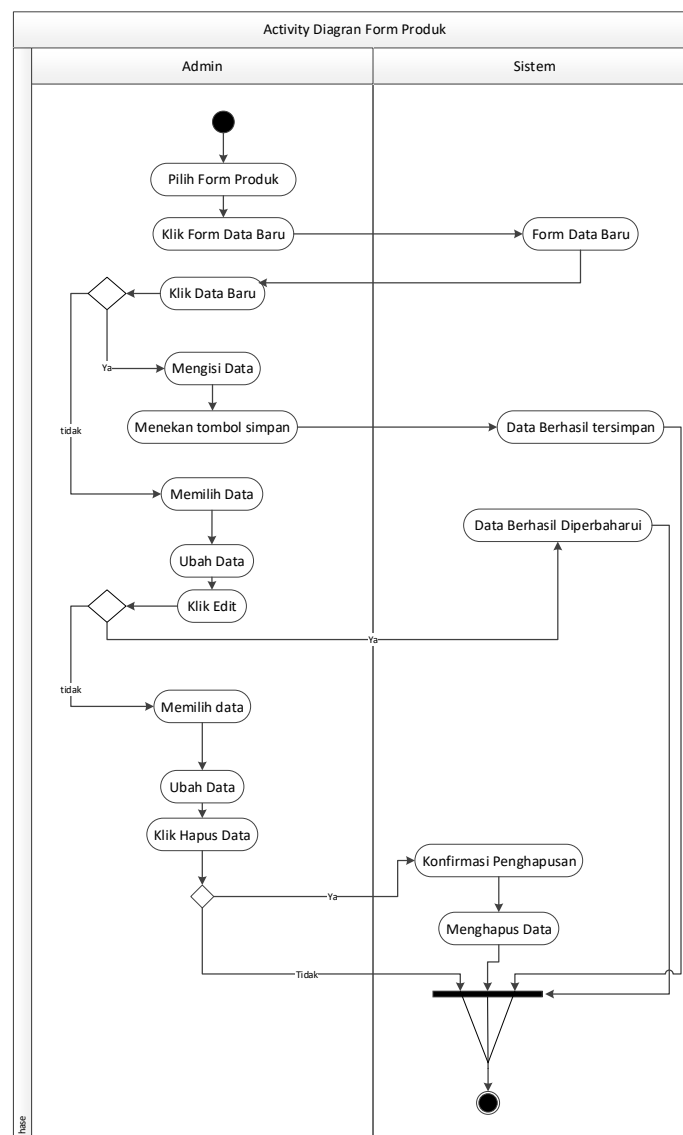 Activity Diagran Form Produk
Admin
Sistem
Pilih Form Produk
Klik Form Data Baru
Form Data Baru
Klik Data Baru
Ya
Mengisi Data
tidak
Menekan tombol simpan
Data Berhasil tersimpan
Memilih Data
Data Berhasil Diperbaharui
Ubah Data
Klik Edit
Ya
tidak
Memilih data
Ubah Data
Klik Hapus Data
Konfirmasi Penghapusan
Ya
Menghapus Data
Tidak
hase